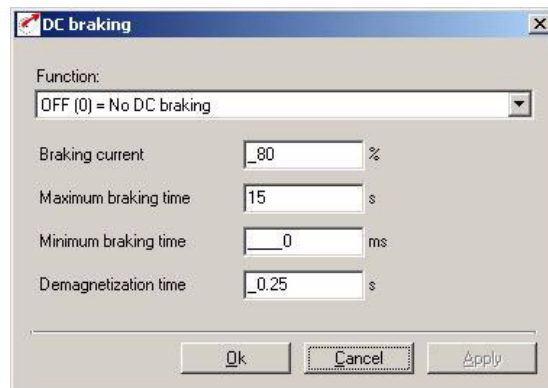 DC braking
Function:
OFF (0) = No DC braking
Braking current _80 %
Maximum braking time 15 s
Minimum braking time ____0 ms
Demagnetization time _0.25 s
Ok Cancel Apply